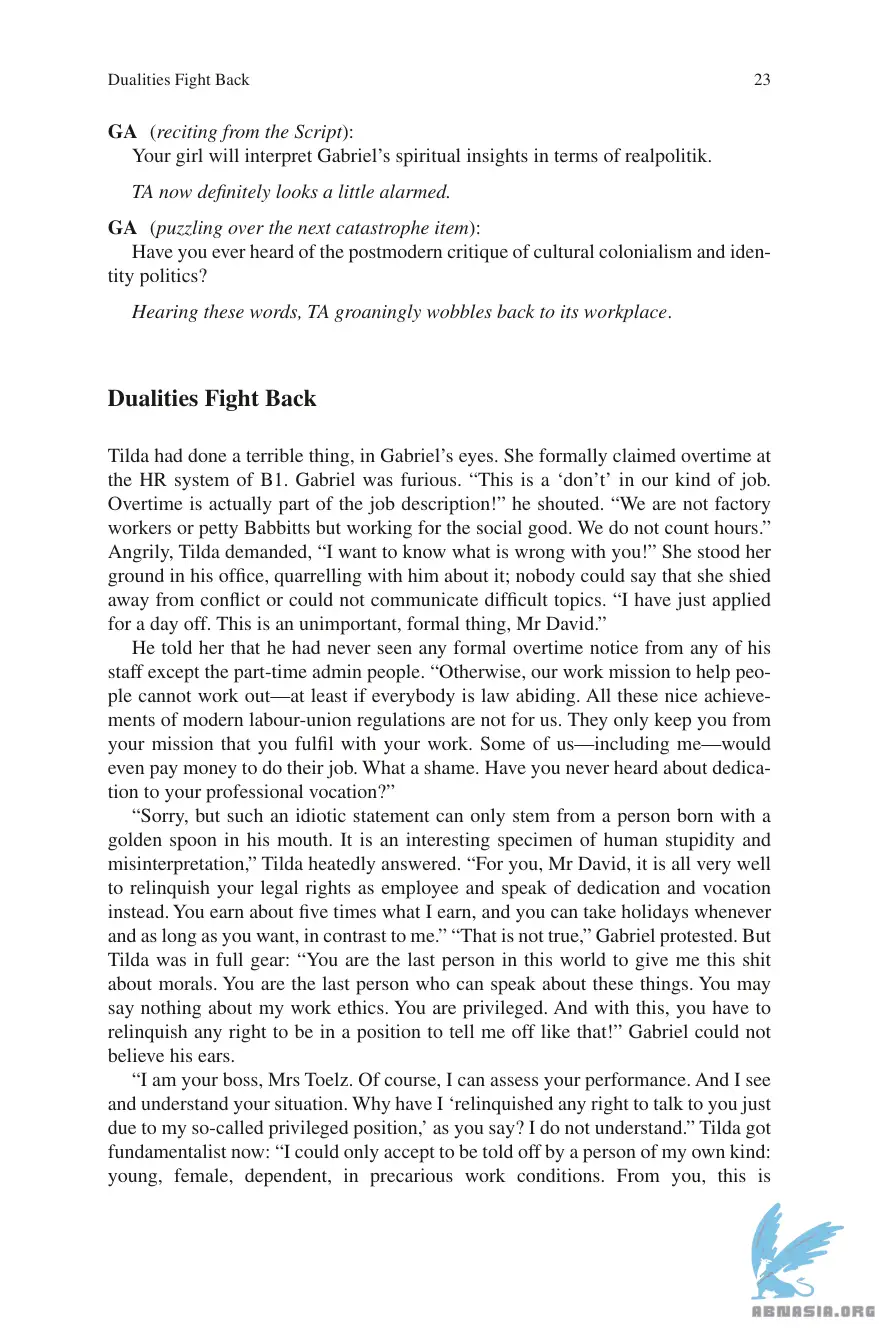 Dualities Fight Back 23
GA (reciting from the Script):
Your girl will interpret Gabriel’s spiritual insights in terms of realpolitik.
TA now definitely looks a little alarmed.
GA (puzzling over the next catastrophe item):
Have you ever heard of the postmodern critique of cultural colonialism and iden-
tity politics?
Hearing these words, TA groaningly wobbles back to its workplace.
Dualities Fight Back
Tilda had done a terrible thing, in Gabriel’s eyes. She formally claimed overtime at
the HR system of B1. Gabriel was furious. “This is a ‘don’t’ in our kind of job.
Overtime is actually part of the job description!” he shouted. “We are not factory
workers or petty Babbitts but working for the social good. We do not count hours.”
Angrily, Tilda demanded, “I want to know what is wrong with you!” She stood her
ground in his office, quarrelling with him about it; nobody could say that she shied
away from conflict or could not communicate difficult topics. “I have just applied
for a day off. This is an unimportant, formal thing, Mr David.”
He told her that he had never seen any formal overtime notice from any of his
staff except the part-time admin people. “Otherwise, our work mission to help peo-
ple cannot work out—at least if everybody is law abiding. All these nice achieve-
ments of modern labour-union regulations are not for us. They only keep you from
your mission that you fulfil with your work. Some of us—including me—would
even pay money to do their job. What a shame. Have you never heard about dedica-
tion to your professional vocation?”
“Sorry, but such an idiotic statement can only stem from a person born with a
golden spoon in his mouth. It is an interesting specimen of human stupidity and
misinterpretation,” Tilda heatedly answered. “For you, Mr David, it is all very well
to relinquish your legal rights as employee and speak of dedication and vocation
instead. You earn about five times what I earn, and you can take holidays whenever
and as long as you want, in contrast to me.” “That is not true,” Gabriel protested. But
Tilda was in full gear: “You are the last person in this world to give me this shit
about morals. You are the last person who can speak about these things. You may
say nothing about my work ethics. You are privileged. And with this, you have to
relinquish any right to be in a position to tell me off like that!” Gabriel could not
believe his ears.
“I am your boss, Mrs Toelz. Of course, I can assess your performance. And I see
and understand your situation. Why have I ‘relinquished any right to talk to you just
due to my so-called privileged position,’ as you say? I do not understand.” Tilda got
fundamentalist now: “I could only accept to be told off by a person of my own kind:
young, female, dependent, in precarious work conditions. From you, this is
ABNASIA.ORG